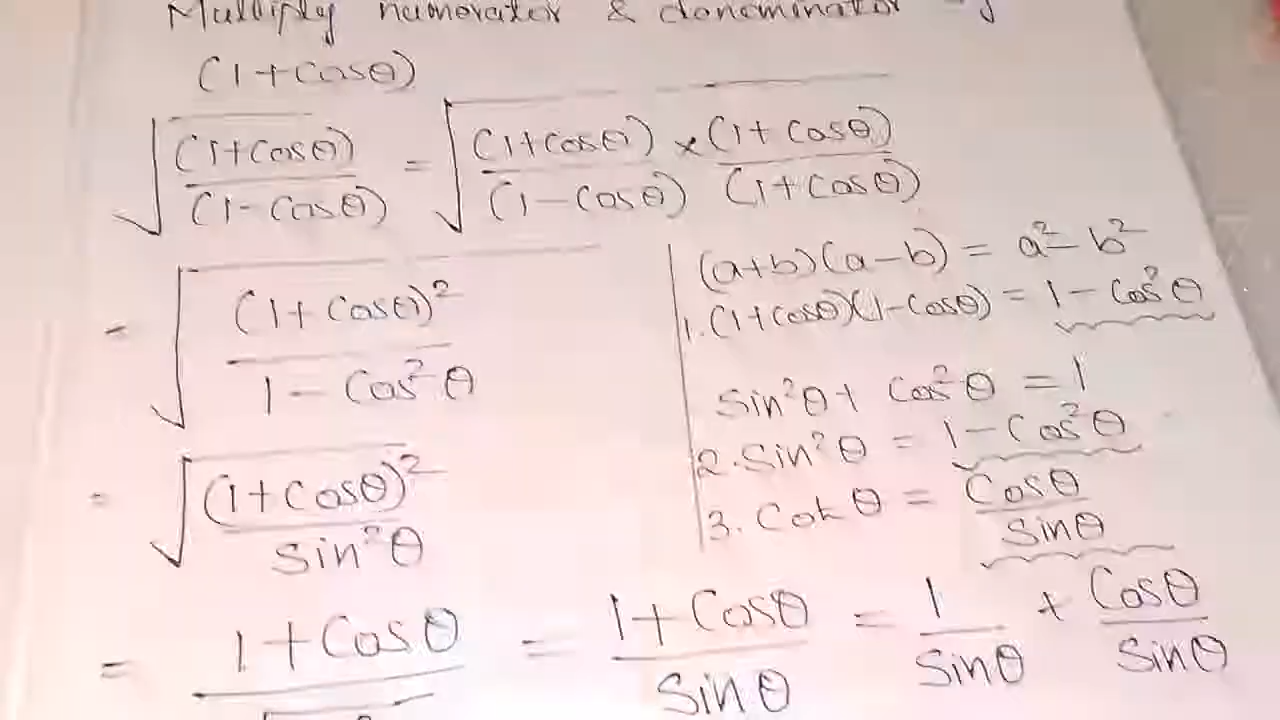 Multiply numerator & denominator
(1+cosθ)
√((1+cosθ)/(1-cosθ)) = √((1+cosθ)/(1-cosθ) × (1+cosθ)/(1+cosθ))
= √((1+cosθ)²/(1-cos²θ))
= √((1+cosθ)²/sin²θ)
(a+b)(a-b) = a²-b²
1. (1+cosθ)(1-cosθ) = 1-cos²θ
sin²θ+ cos²θ = 1
2. sin²θ = 1-cos²θ
3. Cotθ = Cosθ/Sinθ
= 1+Cosθ = (1+Cosθ)/Sinθ = 1/Sinθ + Cosθ/Sinθ